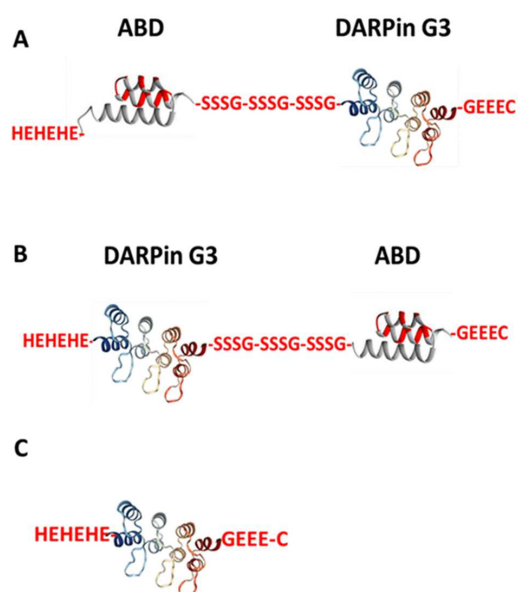 A
ABD DARPin G3
HEHEHE- -SSSG-SSSG-SSSG- -GEEEC
B
DARPin G3 ABD
HEHEHE- -SSSG-SSSG-SSSG- -GEEEC
C
HEHEHE- GEEE-C